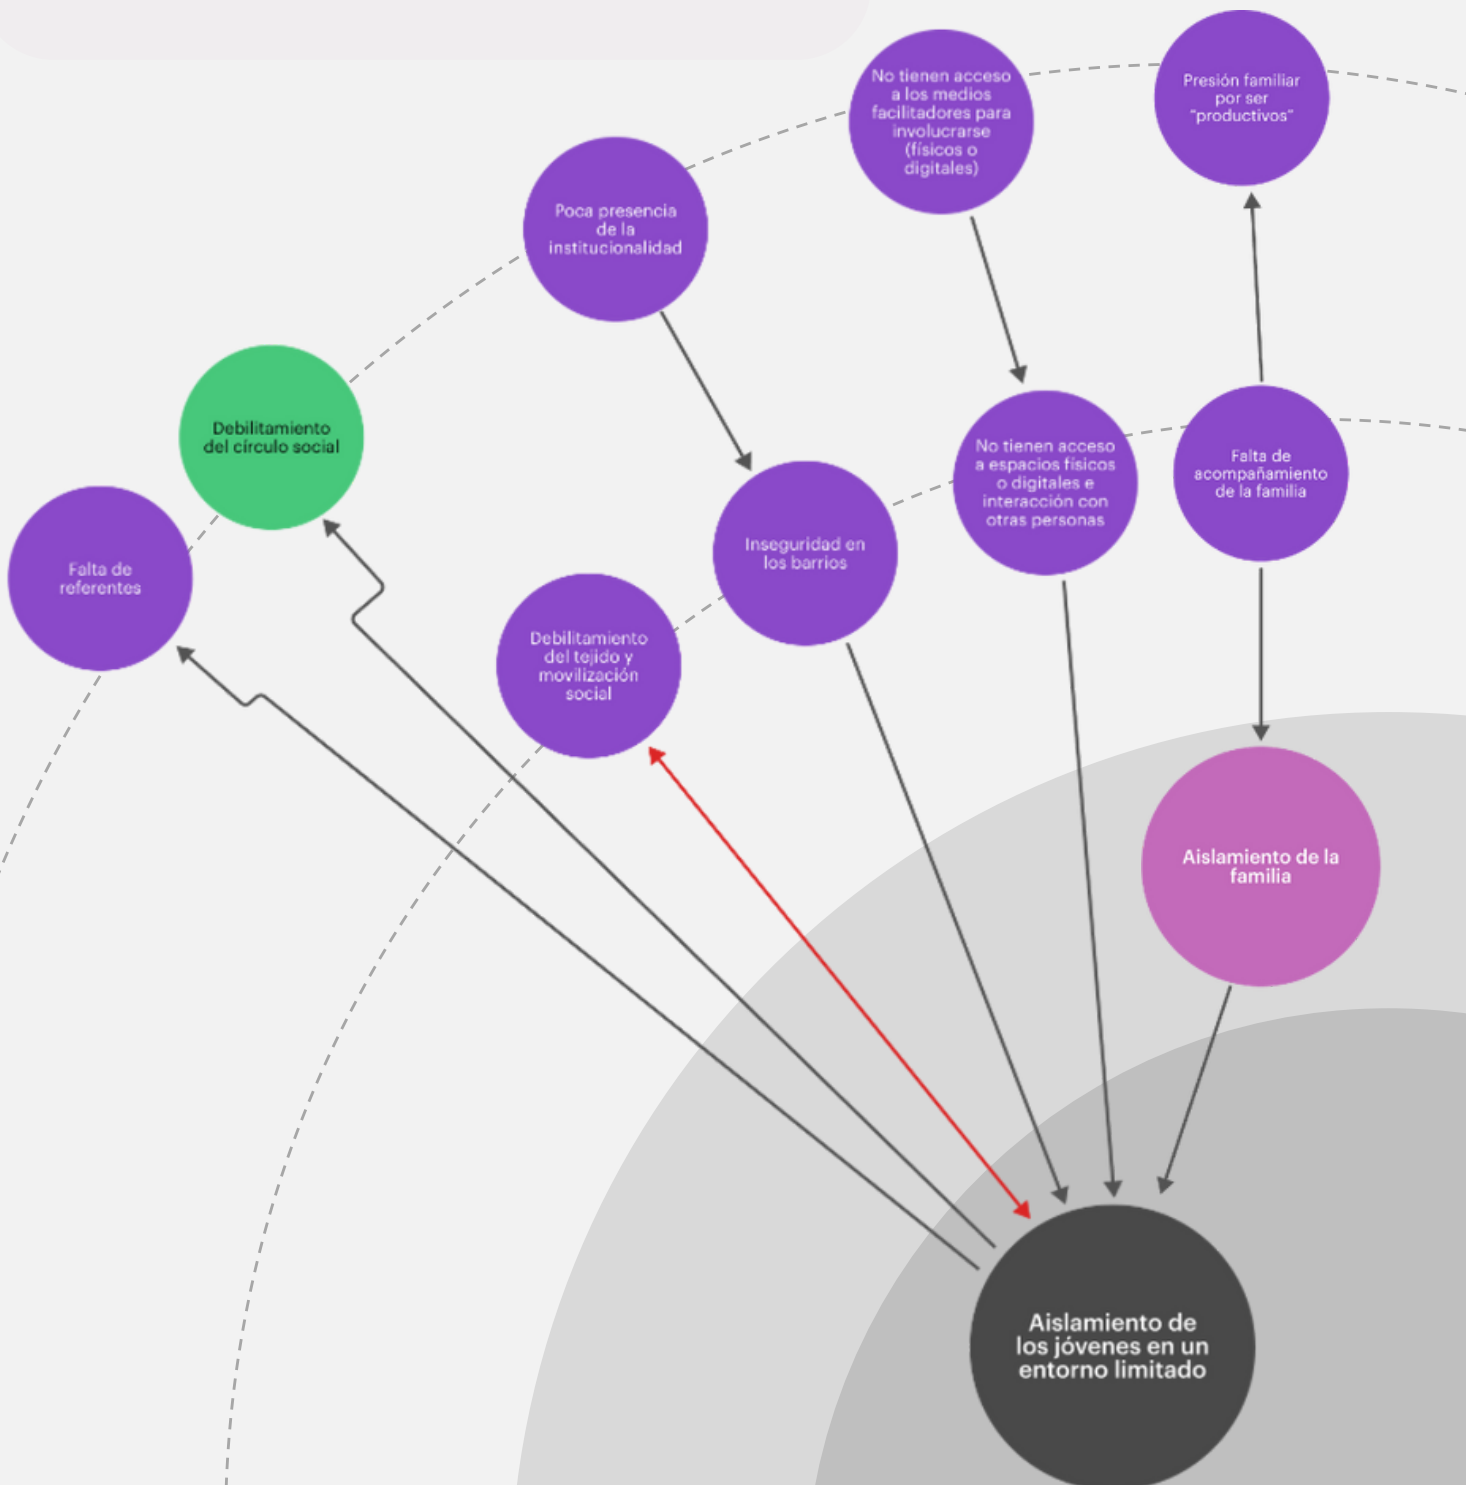 No tienen acceso
a los medios
facilitadores para
involucrarse
(físicos o
digitales)
Presión familiar
por ser
"productivos"
Poca presencia
de la
institucionalidad
Debilitamiento
del círculo social
No tienen acceso
a espacios físicos
o digitales e
interacción con
otras personas
Falta de
acompañamiento
de la familia
Falta de
referentes
Inseguridad en
los barrios
Debilitamiento
del tejido y
movilización
social
Aislamiento de la
familia
Aislamiento de
los jóvenes en un
entorno limitado